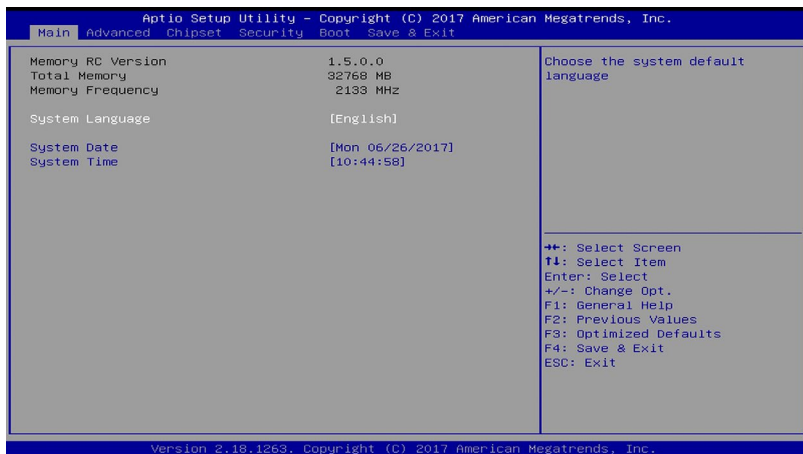 Aptio Setup Utility – Copyright (C) 2017 American Megatrends, Inc.
Main Advanced Chipset Security Boot Save & Exit
Memory RC Version 1.5.0.0
Total Memory 32768 MB
Memory Frequency 2133 MHz
System Language [English]
System Date [Mon 06/26/2017]
System Time [10:44:58]
Choose the system default
language
→←: Select Screen
↑↓: Select Item
Enter: Select
+/-: Change Opt.
F1: General Help
F2: Previous Values
F3: Optimized Defaults
F4: Save & Exit
ESC: Exit
Version 2.18.1263. Copyright (C) 2017 American Megatrends, Inc.